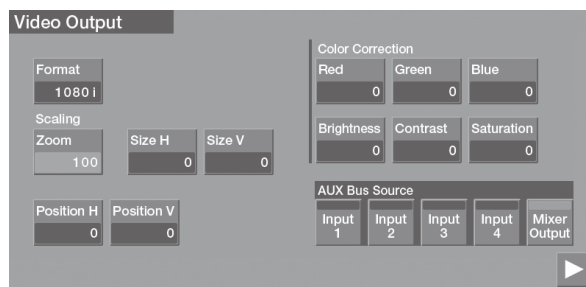 Video Output
Color Correction
Format
1080i
Red
0
Green
0
Blue
0
Scaling
Zoom
100
Size H
0
Size V
0
Brightness
0
Contrast
0
Saturation
0
Position H
0
Position V
0
AUX Bus Source
Input
1
Input
2
Input
3
Input
4
Mixer
Output